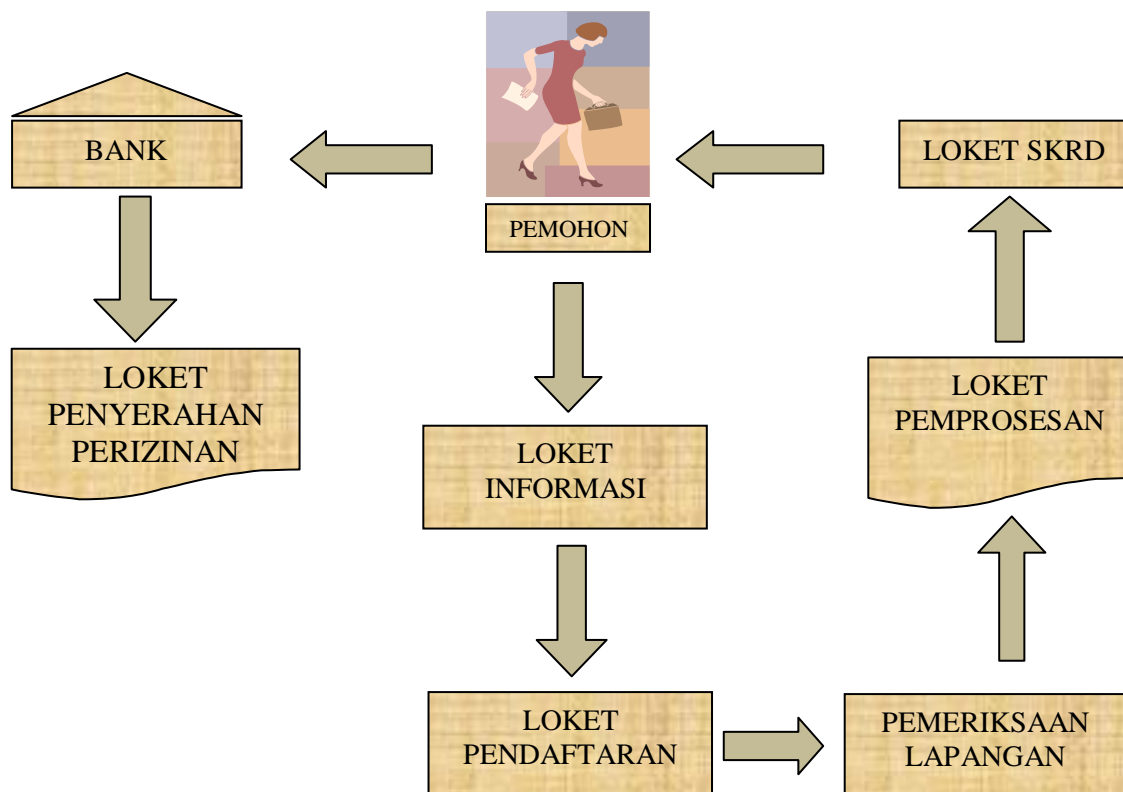 BANK
PEMOHON
LOKET SKRD
LOKET
PENYERAHAN
PERIZINAN
LOKET
INFORMASI
LOKET
PEMPROSESAN
LOKET
PENDAFTARAN
PEMERIKSAAN
LAPANGAN